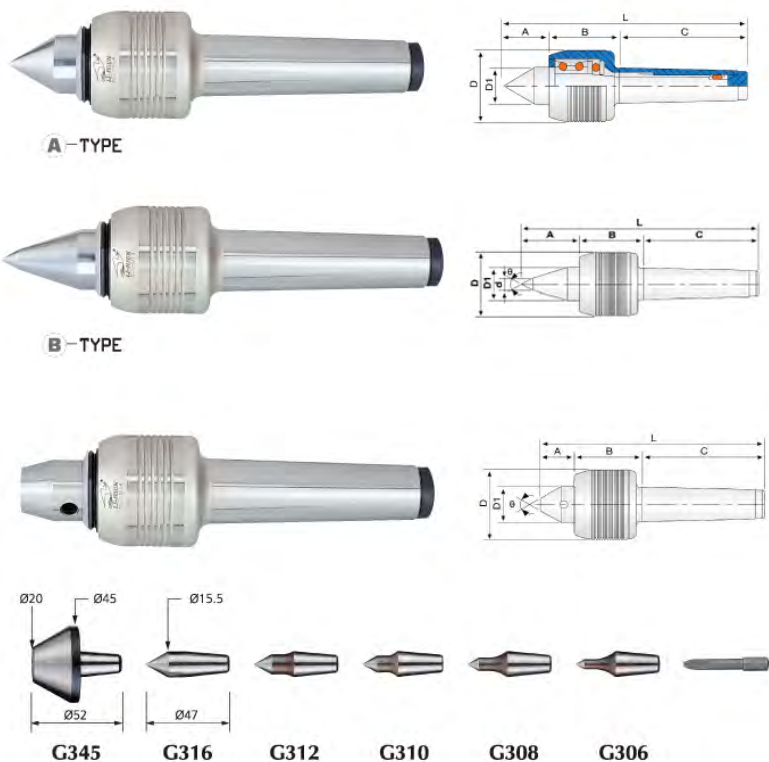 L
A B C
D D1
A-TYPE
L
A B C
D D1 d θ
B-TYPE
L
A B C
D D1 θ
Ø20 Ø45 Ø15.5
Ø52 Ø47
G345 G316 G312 G310 G308 G306